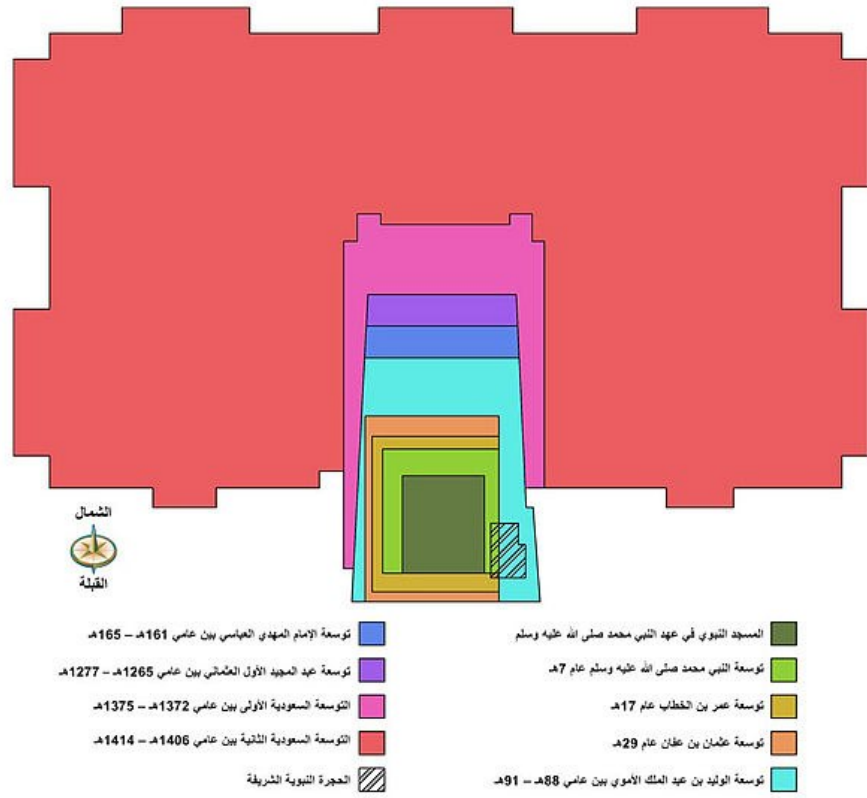 الشمال
القبلة
المسجد النبوي في عهد النبي محمد صلى الله عليه وسلم
توسعة النبي محمد صلى الله عليه وسلم عام 7هـ
توسعة عمر بن الخطاب عام 17هـ
توسعة عثمان بن عفان عام 29هـ
توسعة الوليد بن عبد الملك الأموي بين عامي 88هـ – 91هـ
توسعة الإمام المهدي العباسي بين عامي 161هـ – 165هـ
توسعة عبد المجيد الأول العثماني بين عامي 1265هـ – 1277هـ
التوسعة السعودية الأولى بين عامي 1372هـ – 1375هـ
التوسعة السعودية الثانية بين عامي 1406هـ – 1414هـ
الحجرة النبوية الشريفة